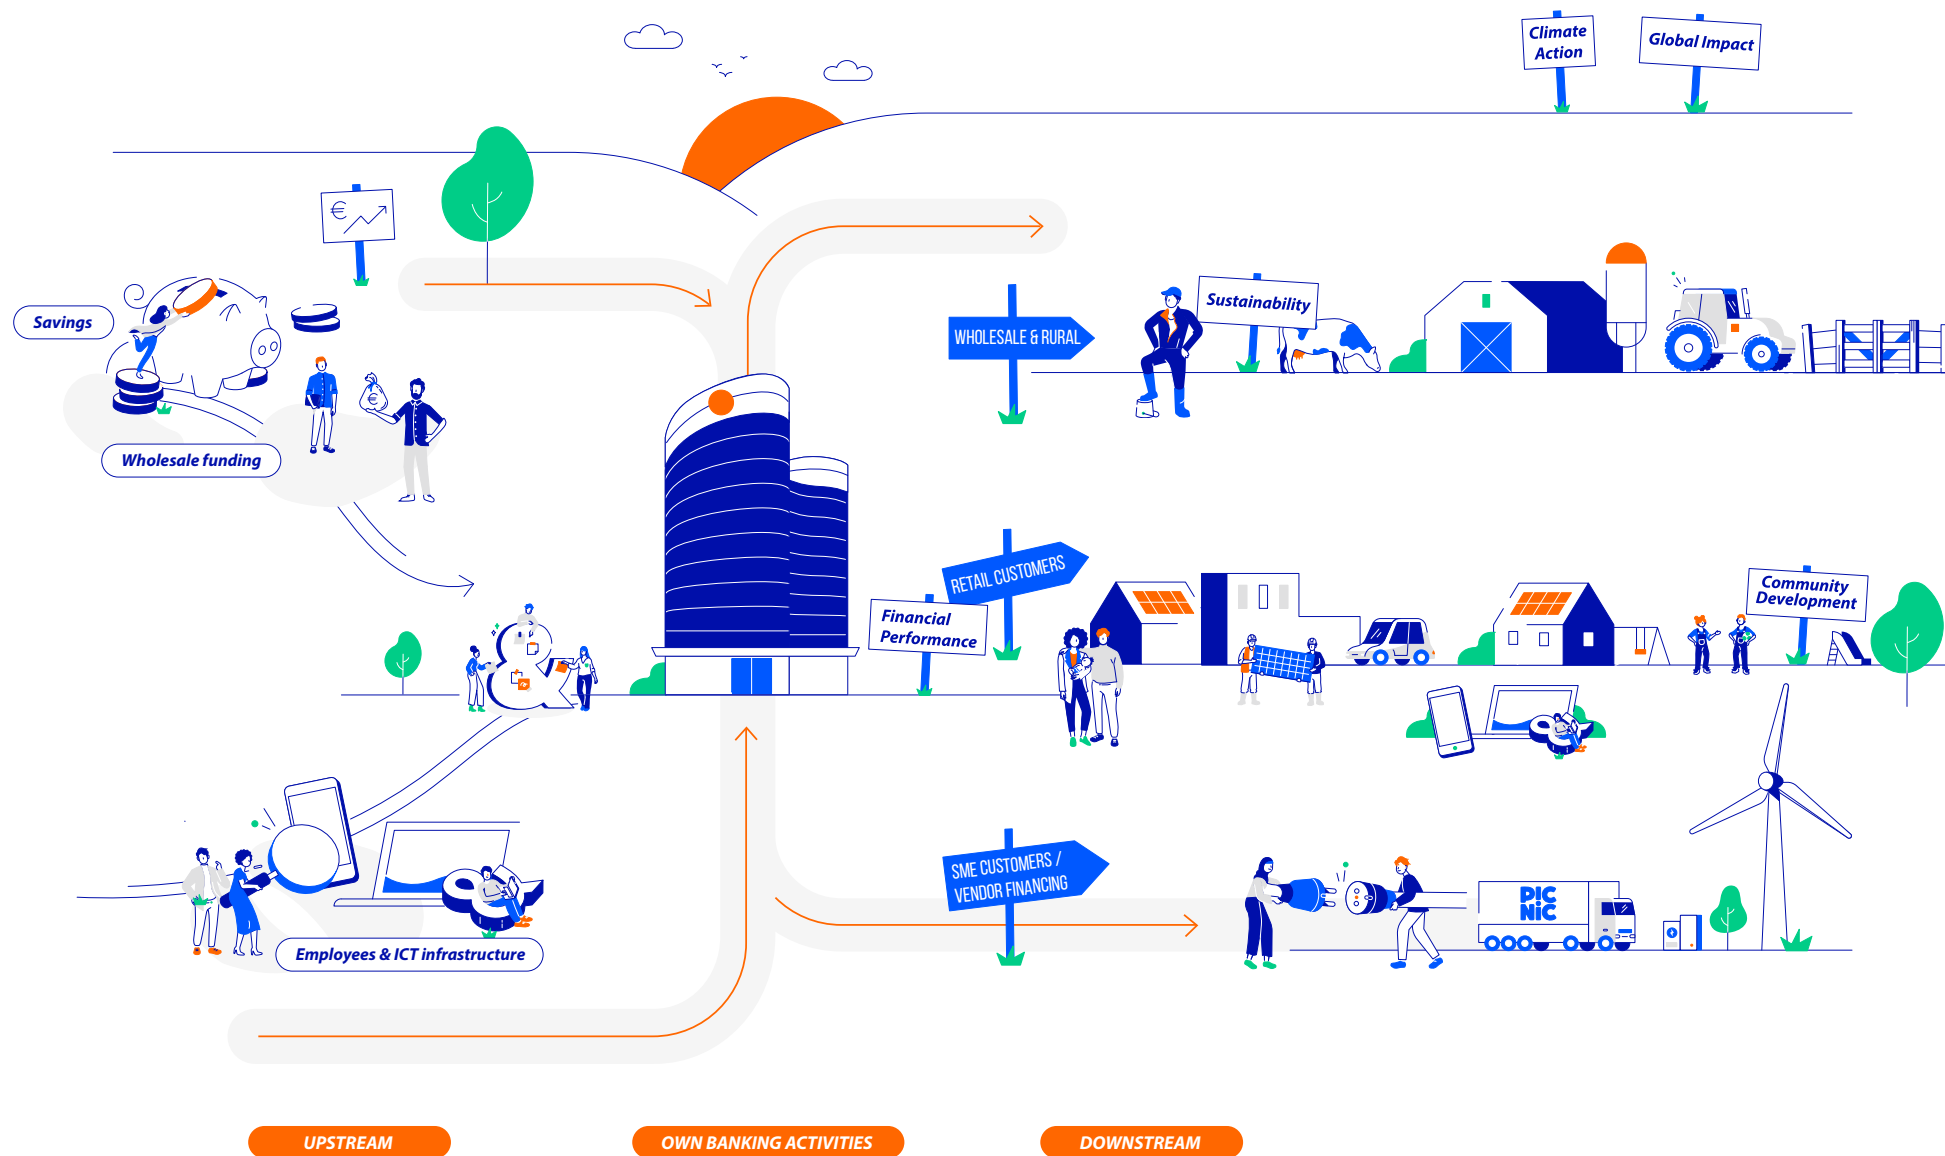 Climate
Action
Global Impact
€
Savings
Sustainability
WHOLESALE & RURAL
€
Wholesale funding
RETAIL CUSTOMERS
Financial
Performance
Community
Development
&
SME CUSTOMERS /
VENDOR FINANCING
PIC
NiC
Employees & ICT infrastructure
UPSTREAM
OWN BANKING ACTIVITIES
DOWNSTREAM